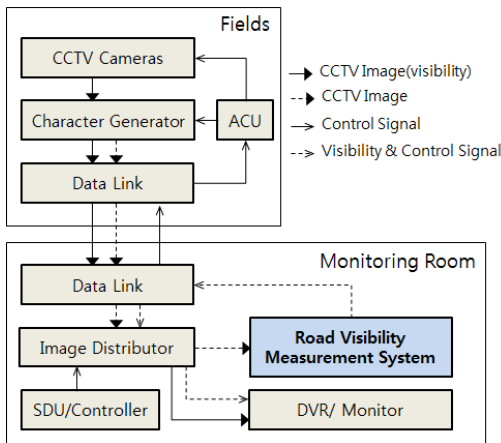 Fields
CCTV Cameras
Character Generator
ACU
Data Link
CCTV Image(visibility)
CCTV Image
Control Signal
Visibility & Control Signal
Monitoring Room
Data Link
Image Distributor
Road Visibility
Measurement System
SDU/Controller
DVR/ Monitor